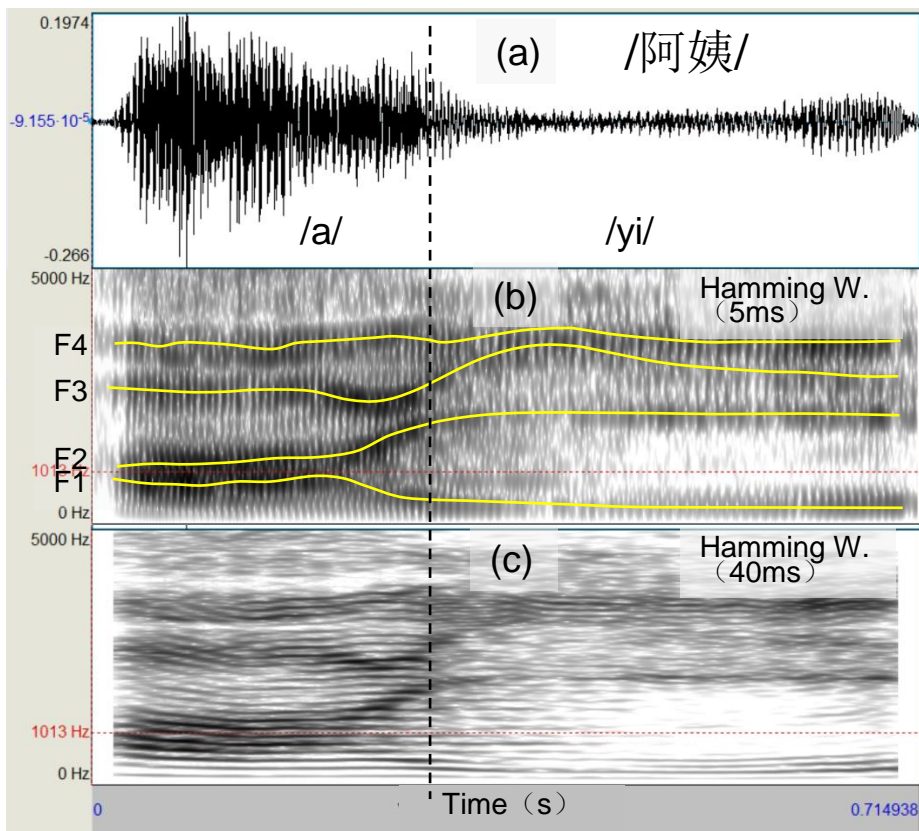 0.1974
(a)
/阿姨/
-9.155·10⁻⁵
/a/
/yi/
-0.266
5000 Hz
(b)
Hamming W.
（5ms）
F4
F3
F2
1013 Hz
F1
0 Hz
5000 Hz
(c)
Hamming W.
（40ms）
1013 Hz
0 Hz
0
Time（s）
0.714938